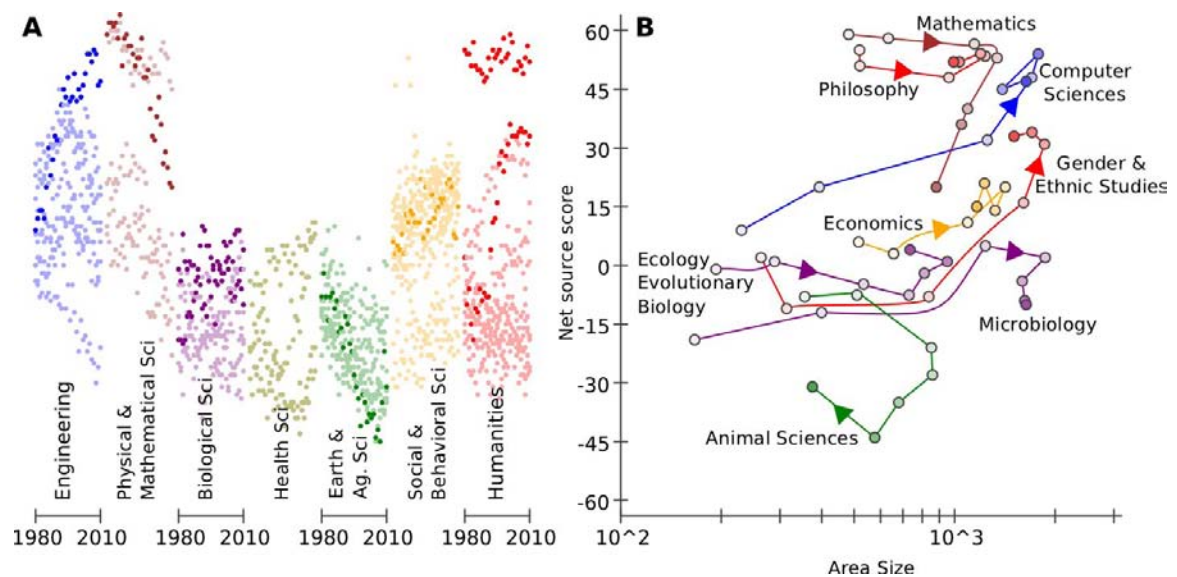 A
Engineering
Physical &
Mathematical Sci
Biological Sci
Health Sci
Earth &
Ag. Sci
Social &
Behavioral Sci
Humanities
1980 2010 1980 2010 1980 2010 1980 2010
B
Net source score
60
45
30
15
0
-15
-30
-45
-60
Mathematics
Philosophy
Computer
Sciences
Gender &
Ethnic Studies
Economics
Ecology
Evolutionary
Biology
Microbiology
Animal Sciences
10^2
10^3
Area Size